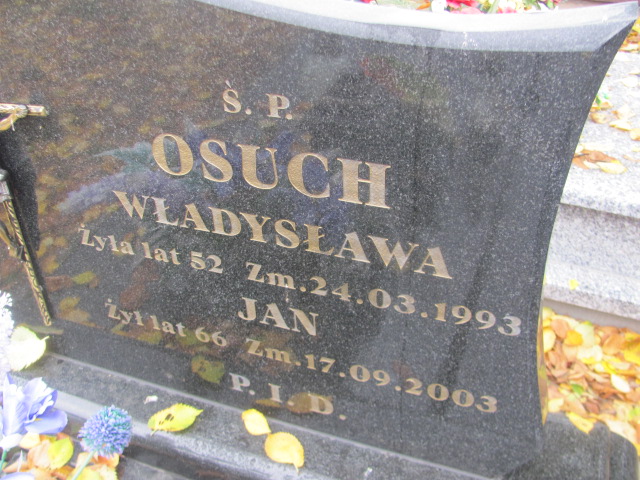 Ś. P.
OSUCH
WŁADYSŁAWA
Żyła lat 52 Zm. 24.03.1993
JAN
Żył lat 66 Zm. 17.09.2003
P. I. D.